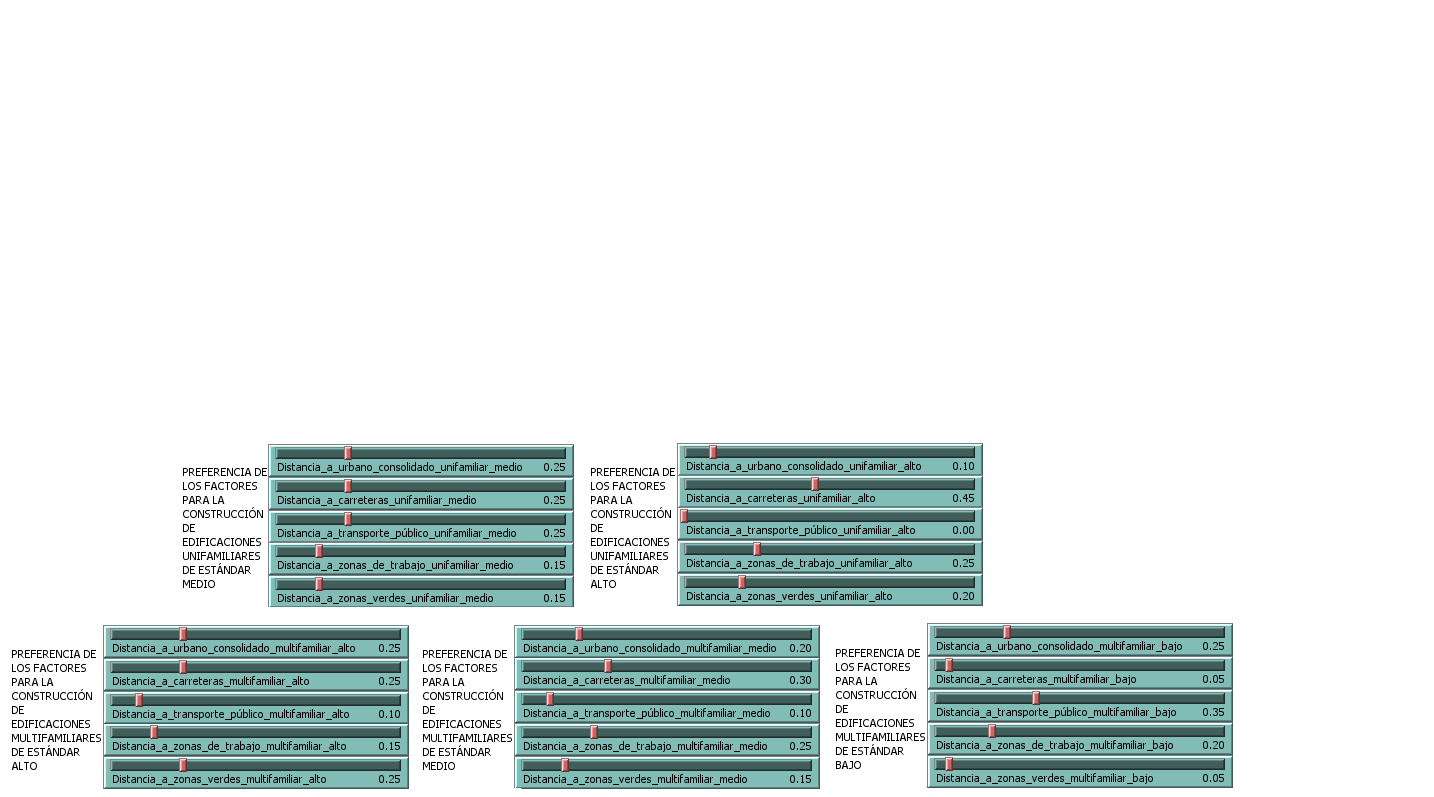 PREFERENCIA DE
LOS FACTORES
PARA LA
CONSTRUCCIÓN
DE
EDIFICACIONES
UNIFAMILIARES
DE ESTÁNDAR
MEDIO
Distancia_a_urbano_consolidado_unifamiliar_medio 0.25
Distancia_a_carreteras_unifamiliar_medio 0.25
Distancia_a_transporte_público_unifamiliar_medio 0.25
Distancia_a_zonas_de_trabajo_unifamiliar_medio 0.15
Distancia_a_zonas_verdes_unifamiliar_medio 0.15
PREFERENCIA DE
LOS FACTORES
PARA LA
CONSTRUCCIÓN
DE
EDIFICACIONES
UNIFAMILIARES
DE ESTÁNDAR
ALTO
Distancia_a_urbano_consolidado_unifamiliar_alto 0.10
Distancia_a_carreteras_unifamiliar_alto 0.45
Distancia_a_transporte_público_unifamiliar_alto 0.00
Distancia_a_zonas_de_trabajo_unifamiliar_alto 0.25
Distancia_a_zonas_verdes_unifamiliar_alto 0.20
PREFERENCIA DE
LOS FACTORES
PARA LA
CONSTRUCCIÓN
DE
EDIFICACIONES
MULTIFAMILIARES
DE ESTÁNDAR
ALTO
Distancia_a_urbano_consolidado_multifamiliar_alto 0.25
Distancia_a_carreteras_multifamiliar_alto 0.25
Distancia_a_transporte_público_multifamiliar_alto 0.10
Distancia_a_zonas_de_trabajo_multifamiliar_alto 0.15
Distancia_a_zonas_verdes_multifamiliar_alto 0.25
PREFERENCIA DE
LOS FACTORES
PARA LA
CONSTRUCCIÓN
DE
EDIFICACIONES
MULTIFAMILIARES
DE ESTÁNDAR
MEDIO
Distancia_a_urbano_consolidado_multifamiliar_medio 0.20
Distancia_a_carreteras_multifamiliar_medio 0.30
Distancia_a_transporte_público_multifamiliar_medio 0.10
Distancia_a_zonas_de_trabajo_multifamiliar_medio 0.25
Distancia_a_zonas_verdes_multifamiliar_medio 0.15
PREFERENCIA DE
LOS FACTORES
PARA LA
CONSTRUCCIÓN
DE
EDIFICACIONES
MULTIFAMILIARES
DE ESTÁNDAR
BAJO
Distancia_a_urbano_consolidado_multifamiliar_bajo 0.25
Distancia_a_carreteras_multifamiliar_bajo 0.05
Distancia_a_transporte_público_multifamiliar_bajo 0.35
Distancia_a_zonas_de_trabajo_multifamiliar_bajo 0.20
Distancia_a_zonas_verdes_multifamiliar_bajo 0.05